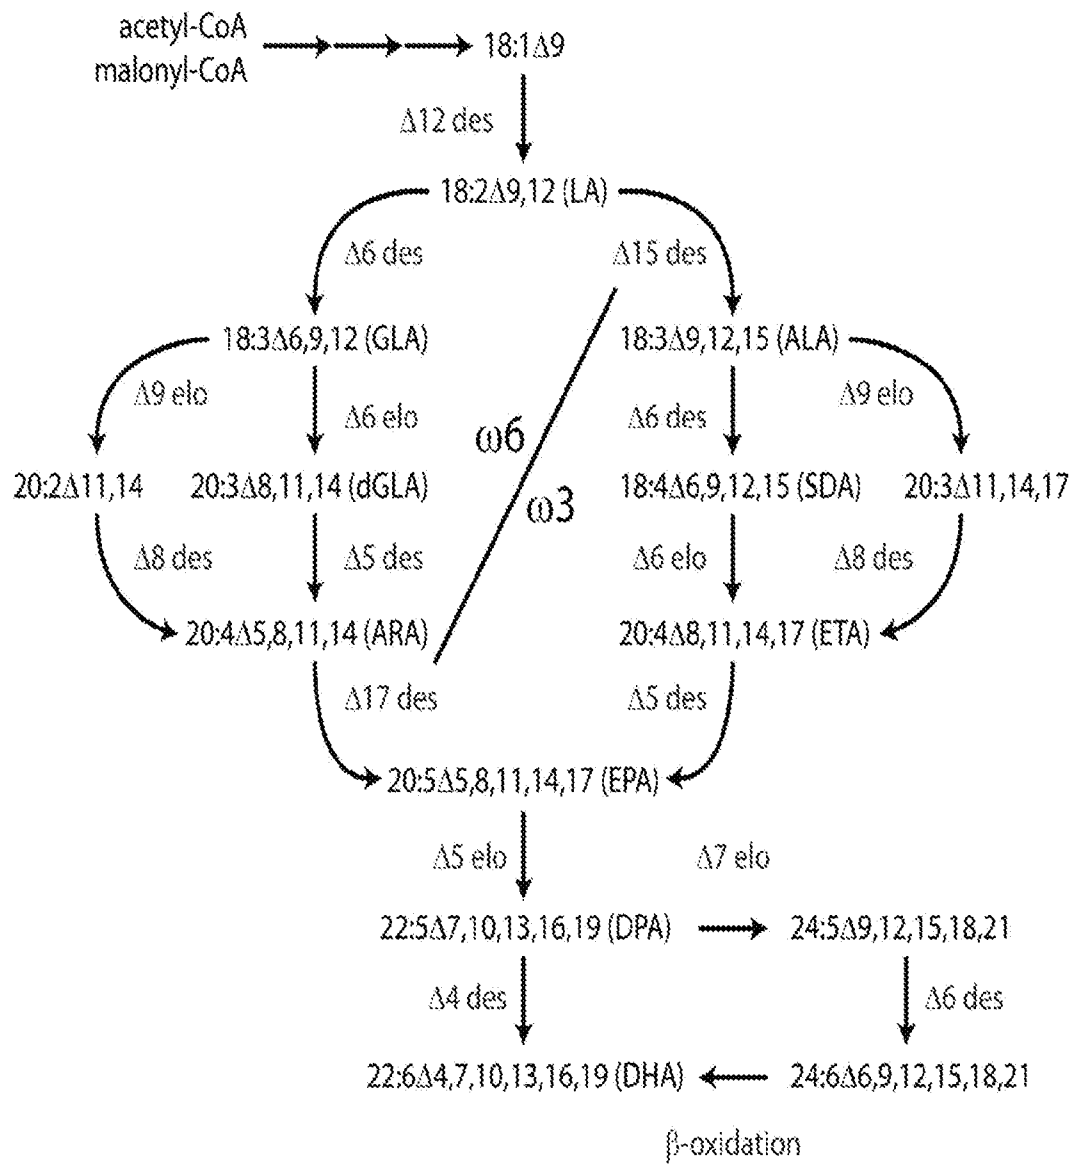 acetyl-CoA
malonyl-CoA
18:1Δ9
Δ12 des
18:2Δ9,12 (LA)
Δ6 des
Δ15 des
18:3Δ6,9,12 (GLA)
18:3Δ9,12,15 (ALA)
Δ9 elo
Δ6 elo
Δ6 des
Δ9 elo
ω6
ω3
20:2Δ11,14
20:3Δ8,11,14 (dGLA)
18:4Δ6,9,12,15 (SDA)
20:3Δ11,14,17
Δ8 des
Δ5 des
Δ6 elo
Δ8 des
20:4Δ5,8,11,14 (ARA)
20:4Δ8,11,14,17 (ETA)
Δ17 des
Δ5 des
20:5Δ5,8,11,14,17 (EPA)
Δ5 elo
Δ7 elo
22:5Δ7,10,13,16,19 (DPA)
24:5Δ9,12,15,18,21
Δ4 des
Δ6 des
22:6Δ4,7,10,13,16,19 (DHA)
24:6Δ6,9,12,15,18,21
β-oxidation